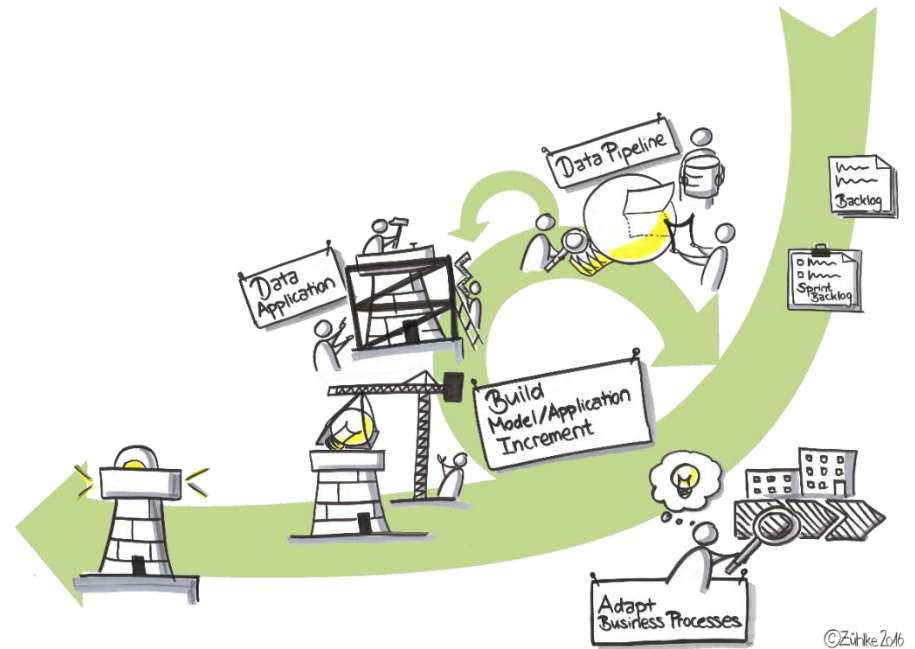 Data Pipeline
Backlog
Sprint
Backlog
Data
Application
Build
Model/Application
Increment
Adapt
Business Processes
©Zühlke 2016